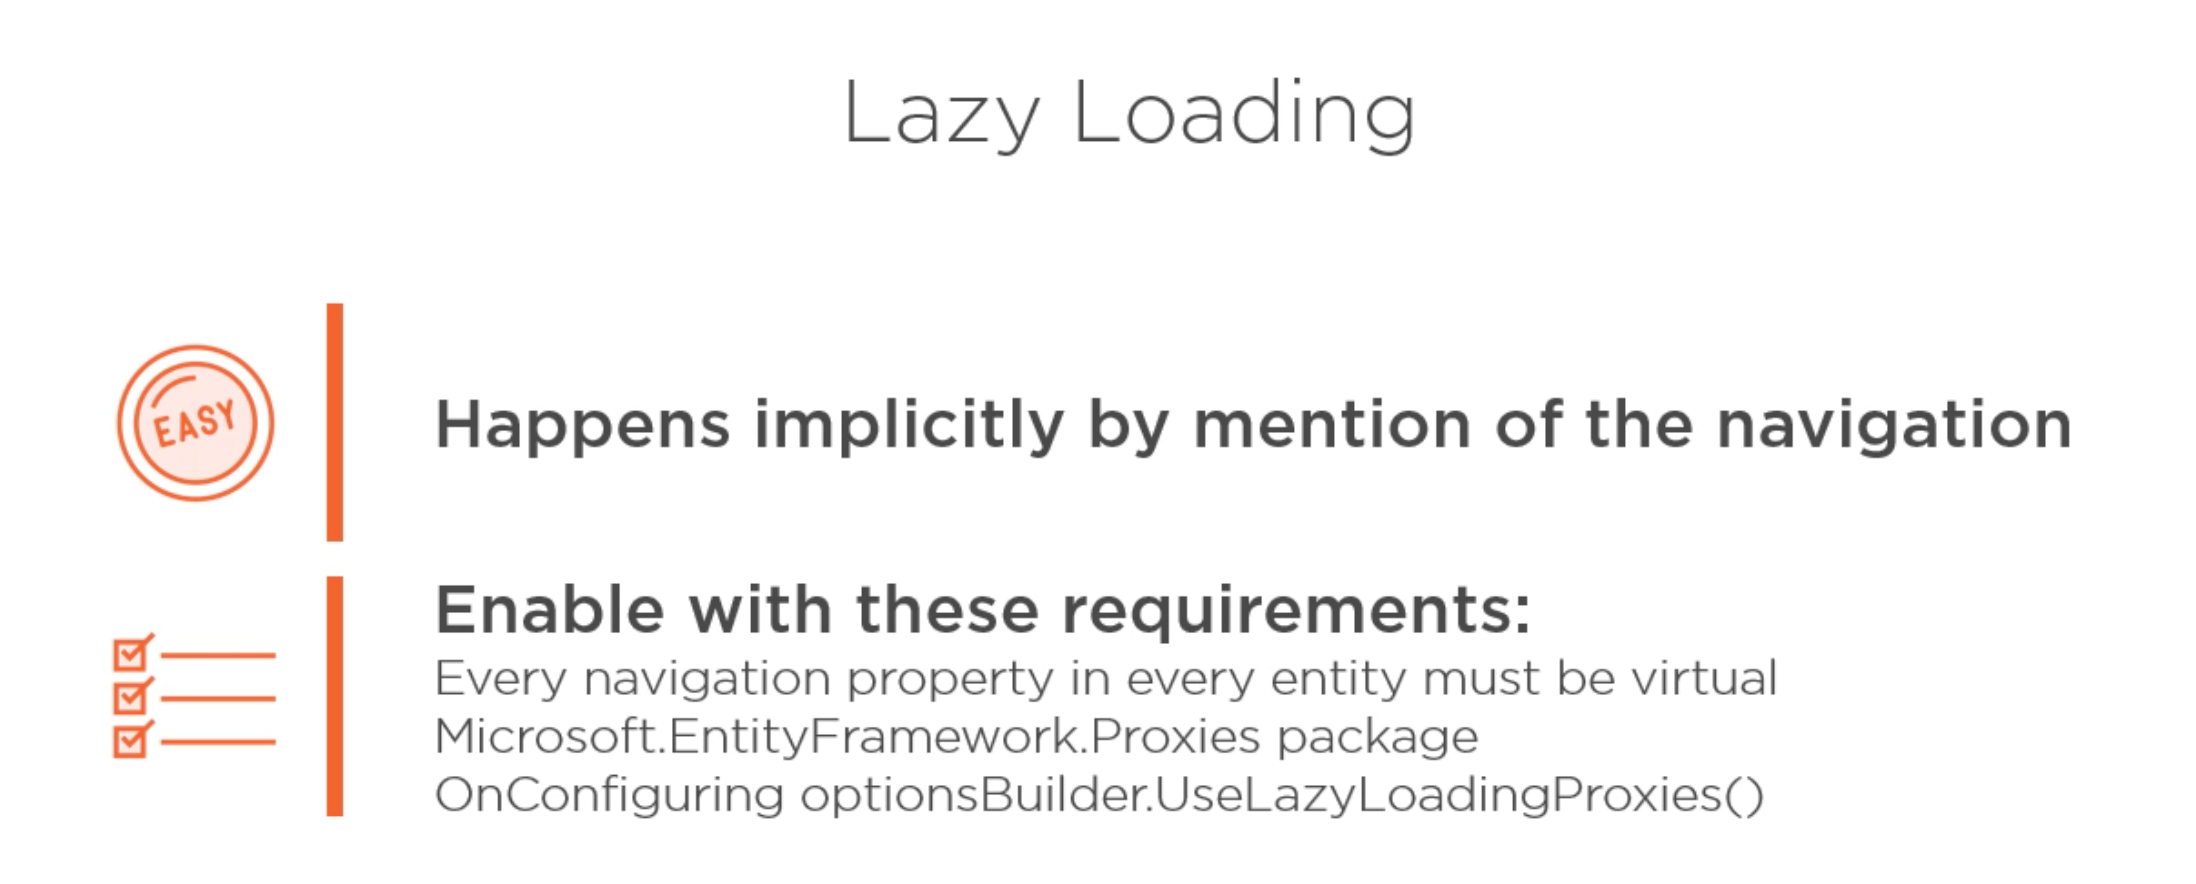 Lazy Loading
EASY
Happens implicitly by mention of the navigation
Enable with these requirements:
Every navigation property in every entity must be virtual
Microsoft.EntityFramework.Proxies package
OnConfiguring optionsBuilder.UseLazyLoadingProxies()